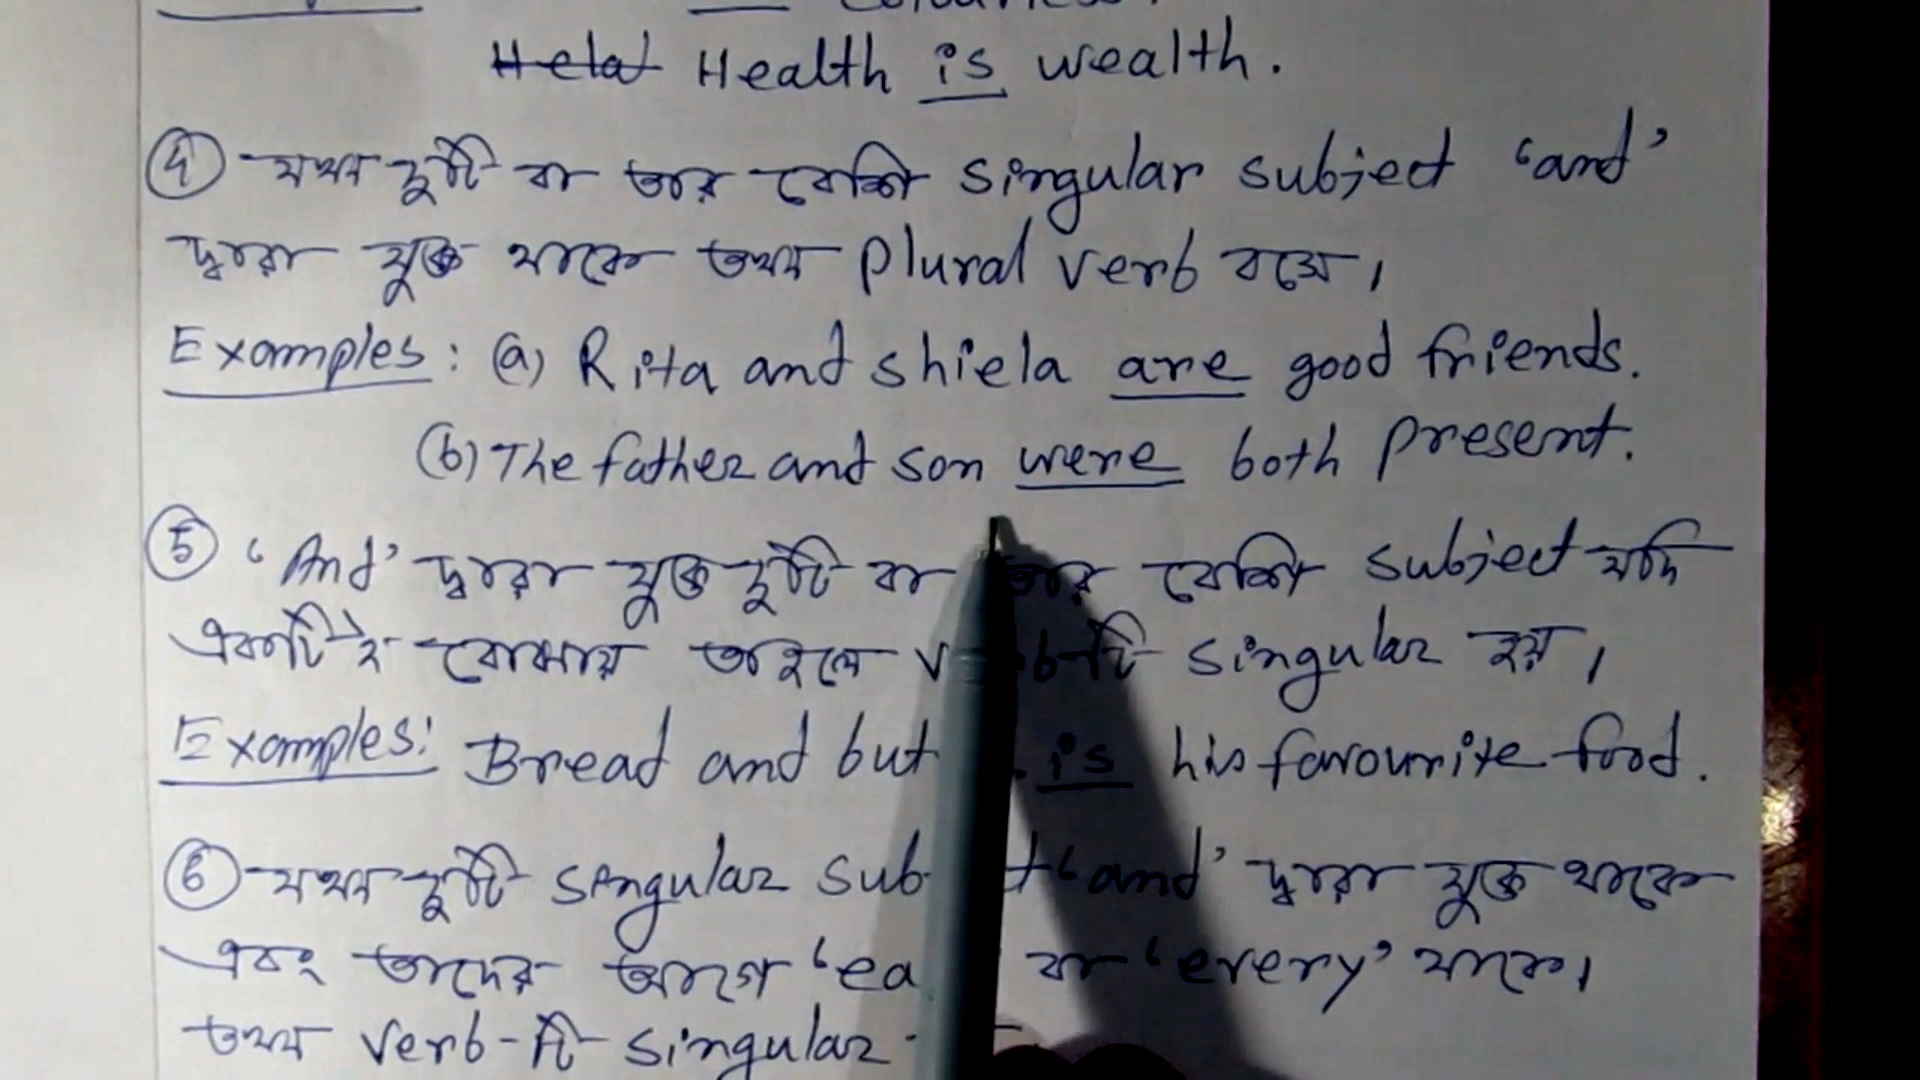 Helat Health is wealth.
④ যখন দুটি বা তার বেশি singular subject 'and'
দ্বারা যুক্ত থাকে তখন plural verb বসে।
Examples: (a) Rita and shiela are good friends.
(b) The father and son were both present.
⑤ 'And' দ্বারা যুক্ত দুটি বা তার বেশি subject যদি
একটিই বোঝায় তাহলে verb-টি singular হয়।
Examples: Bread and but is his favourite food.
⑥ যখন দুটি singular sub 'and' দ্বারা যুক্ত থাকে
এবং তাদের আগে 'ea বা 'every' থাকে।
তখন verb-টি singular